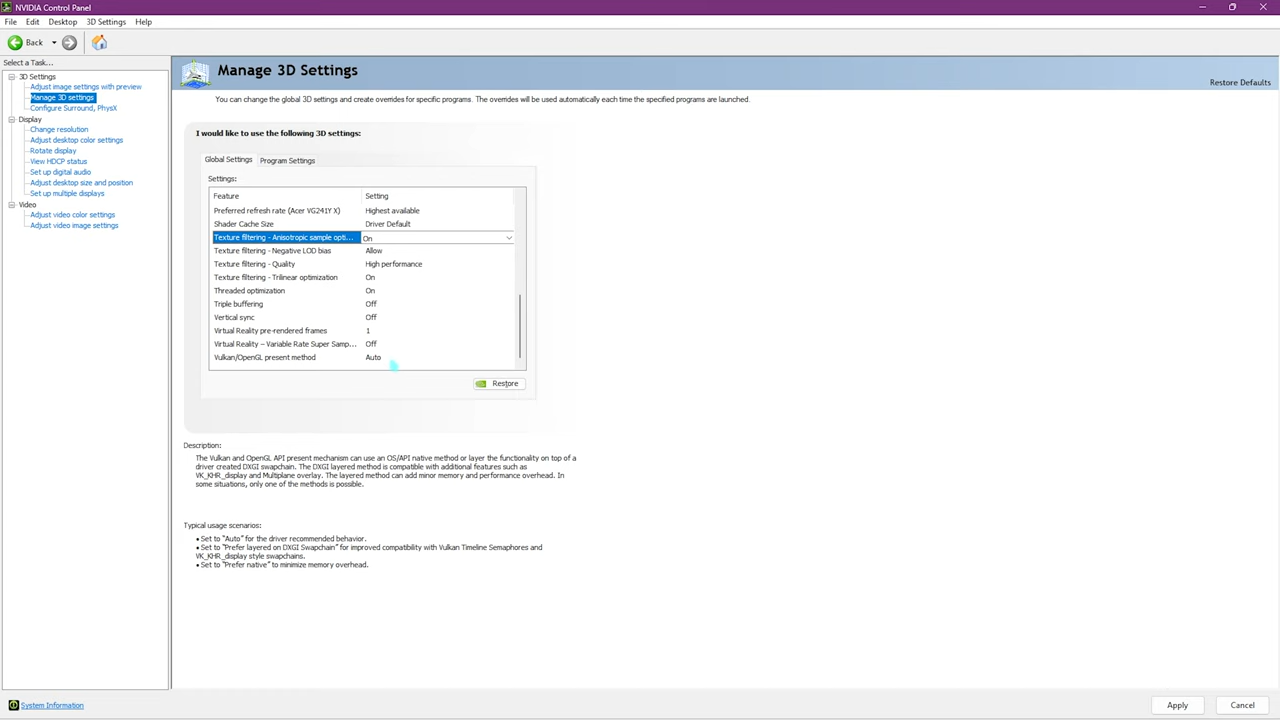 NVIDIA Control Panel
File Edit Desktop 3D Settings Help
Back
Select a Task...
3D Settings
Adjust image settings with preview
Manage 3D settings
Configure Surround, PhysX
Display
Change resolution
Adjust desktop color settings
Rotate display
View HDCP status
Set up digital audio
Adjust desktop size and position
Set up multiple displays
Video
Adjust video color settings
Adjust video image settings
System Information
Manage 3D Settings
Restore Defaults
You can change the global 3D settings and create overrides for specific programs. The overrides will be used automatically each time the specified programs are launched.
I would like to use the following 3D settings:
Global Settings Program Settings
Settings:
Feature Setting
Preferred refresh rate (Acer VG241Y X) Highest available
Shader Cache Size Driver Default
Texture filtering - Anisotropic sample opti... On
Texture filtering - Negative LOD bias Allow
Texture filtering - Quality High performance
Texture filtering - Trilinear optimization On
Threaded optimization On
Triple buffering Off
Vertical sync Off
Virtual Reality pre-rendered frames 1
Virtual Reality – Variable Rate Super Samp... Off
Vulkan/OpenGL present method Auto
Restore
Description:
The Vulkan and OpenGL API present mechanism can use an OS/API native method or layer the functionality on top of a
driver created DXGI swapchain. The DXGI layered method is compatible with additional features such as
VK_KHR_display and Multiplane overlay. The layered method can add minor memory and performance overhead. In
some situations, only one of the methods is possible.
Typical usage scenarios:
• Set to "Auto" for the driver recommended behavior.
• Set to "Prefer layered on DXGI Swapchain" for improved compatibility with Vulkan Timeline Semaphores and
VK_KHR_display style swapchains.
• Set to "Prefer native" to minimize memory overhead.
Apply Cancel